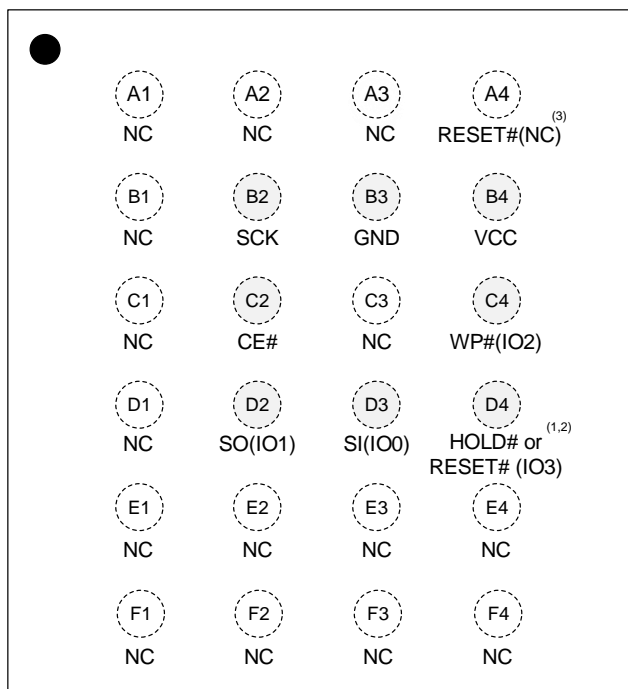 A1 A2 A3 A4
NC NC NC RESET#(NC) (3)
B1 B2 B3 B4
NC SCK GND VCC
C1 C2 C3 C4
NC CE# NC WP#(IO2)
D1 D2 D3 D4
NC SO(IO1) SI(IO0) HOLD# or (1,2)
RESET# (IO3)
E1 E2 E3 E4
NC NC NC NC
F1 F2 F3 F4
NC NC NC NC